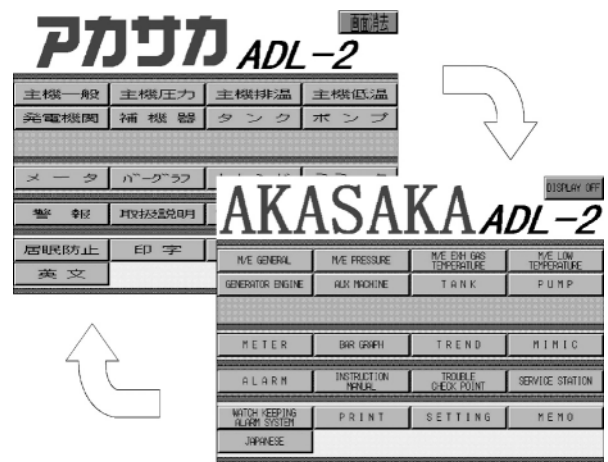 画面消去
アカサカ ADL-2
主機一般 主機圧力 主機排温 主機低温
発電機関 補機器 タンク ポンプ
メータ バーグラフ
警報 取扱説明
居眠防止 印字
英文
DISPLAY OFF
AKASAKA ADL-2
M/E GENERAL M/E PRESSURE M/E EXH GAS TEMPERATURE M/E LOW TEMPERATURE
GENERATOR ENGINE AUX MACHINE TANK PUMP
METER BAR GRAPH TREND MIMIC
ALARM INSTRUCTION MANUAL TROUBLE CHECK POINT SERVICE STATION
WATCH KEEPING ALARM SYSTEM PRINT SETTING MEMO
JAPANESE